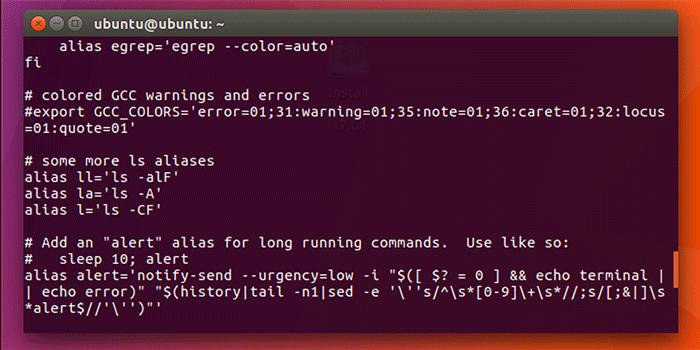 ubuntu@ubuntu: ~
    alias egrep='egrep --color=auto'
fi
# colored GCC warnings and errors
#export GCC_COLORS='error=01;31:warning=01;35:note=01;36:caret=01;32:locus
=01:quote=01'
# some more ls aliases
alias ll='ls -alF'
alias la='ls -A'
alias l='ls -CF'
# Add an "alert" alias for long running commands.  Use like so:
#   sleep 10; alert
alias alert='notify-send --urgency=low -i "$([ $? = 0 ] && echo terminal |
| echo error)" "$(history|tail -n1|sed -e '\''s/^\s*[0-9]\+\s*//;s/[;&|]\s
*alert$//'\'')"'